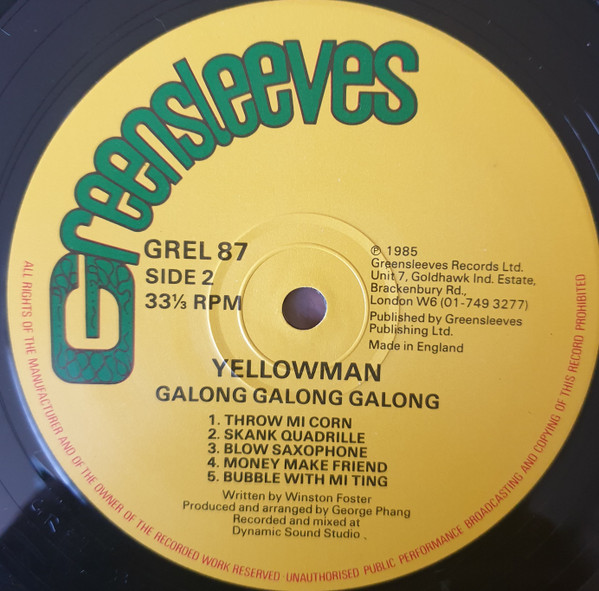 Greensleeves
GREL 87
SIDE 2
33⅓ RPM
℗ 1985
Greensleeves Records Ltd.
Unit 7, Goldhawk Ind. Estate,
Brackenbury Rd.,
London W6 (01-749 3277)
Published by Greensleeves
Publishing Ltd.
Made in England
YELLOWMAN
GALONG GALONG GALONG
1. THROW MI CORN
2. SKANK QUADRILLE
3. BLOW SAXOPHONE
4. MONEY MAKE FRIEND
5. BUBBLE WITH MI TING
Written by Winston Foster
Produced and arranged by George Phang
Recorded and mixed at
Dynamic Sound Studio
ALL RIGHTS OF THE MANUFACTURER AND OF THE OWNER OF THE RECORDED WORK RESERVED · UNAUTHORISED PUBLIC PERFORMANCE BROADCASTING AND COPYING OF THIS RECORD PROHIBITED